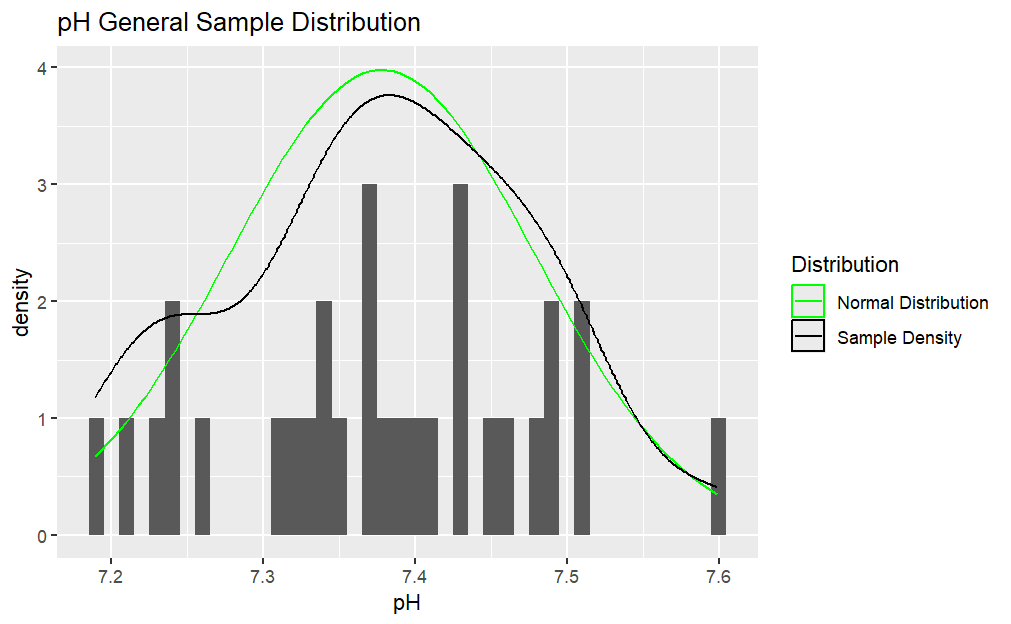 pH General Sample Distribution
4
3
2
1
0
density
7.2 7.3 7.4 7.5 7.6
pH
Distribution
Normal Distribution
Sample Density